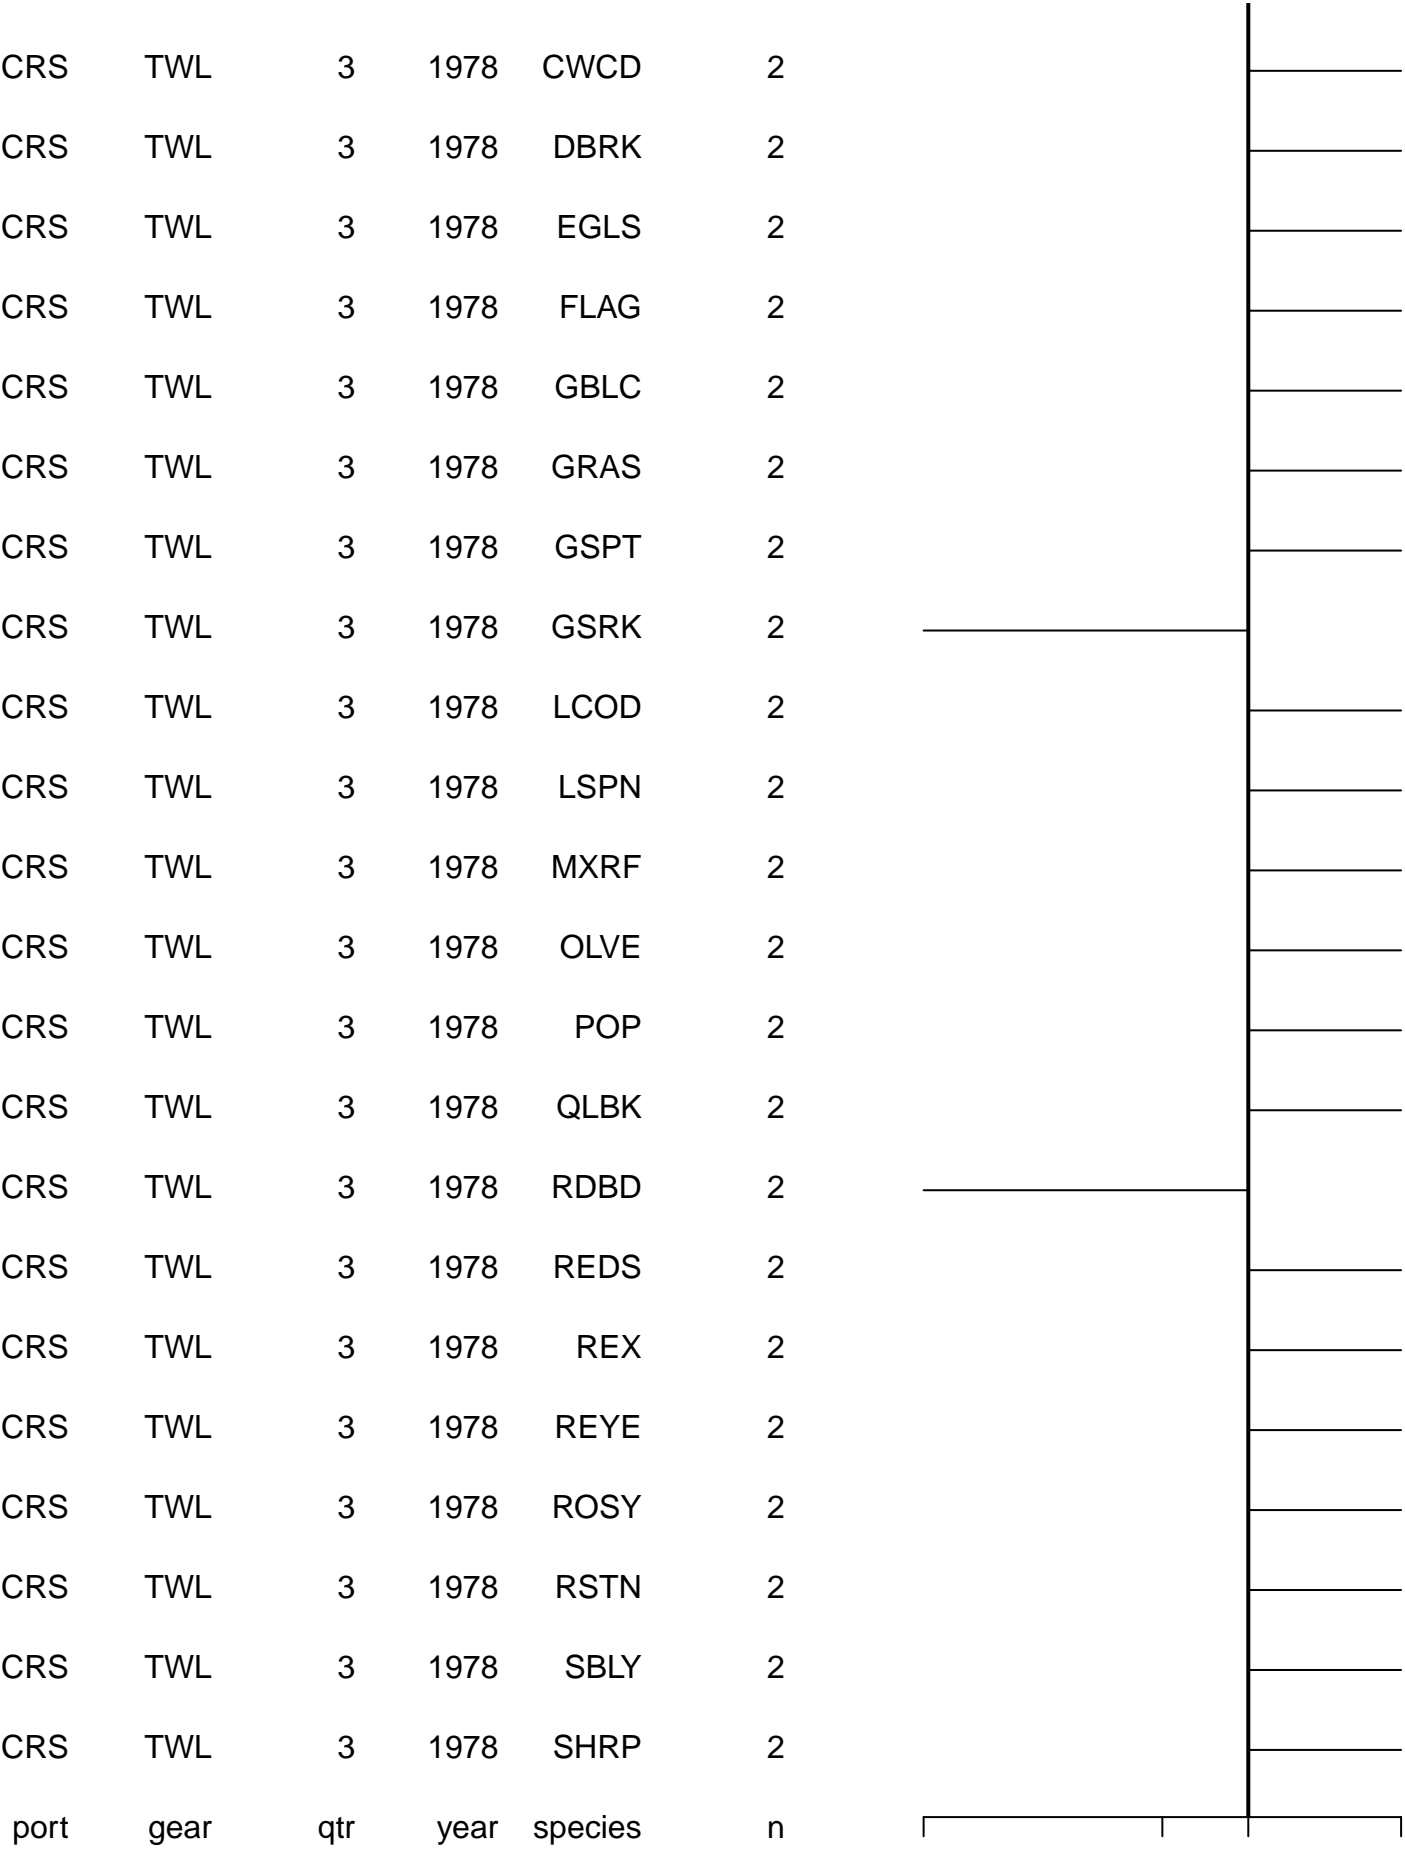 CRS TWL 3 1978 CWCD 2
CRS TWL 3 1978 DBRK 2
CRS TWL 3 1978 EGLS 2
CRS TWL 3 1978 FLAG 2
CRS TWL 3 1978 GBLC 2
CRS TWL 3 1978 GRAS 2
CRS TWL 3 1978 GSPT 2
CRS TWL 3 1978 GSRK 2
CRS TWL 3 1978 LCOD 2
CRS TWL 3 1978 LSPN 2
CRS TWL 3 1978 MXRF 2
CRS TWL 3 1978 OLVE 2
CRS TWL 3 1978 POP 2
CRS TWL 3 1978 QLBK 2
CRS TWL 3 1978 RDBD 2
CRS TWL 3 1978 REDS 2
CRS TWL 3 1978 REX 2
CRS TWL 3 1978 REYE 2
CRS TWL 3 1978 ROSY 2
CRS TWL 3 1978 RSTN 2
CRS TWL 3 1978 SBLY 2
CRS TWL 3 1978 SHRP 2
port gear qtr year species n